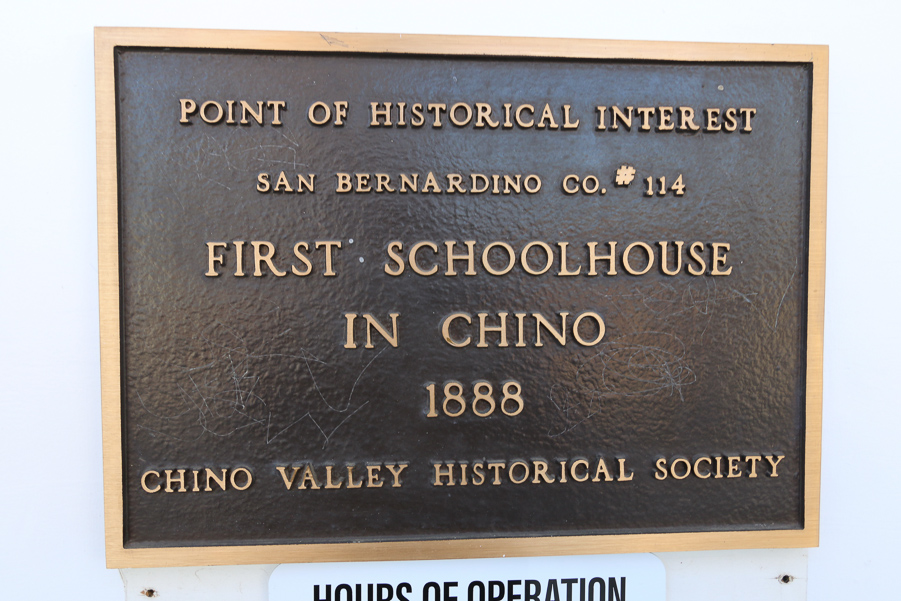 POINT OF HISTORICAL INTEREST
SAN BERNARDINO CO. # 114
FIRST SCHOOLHOUSE
IN CHINO
1888
CHINO VALLEY HISTORICAL SOCIETY
HOURS OF OPERATION